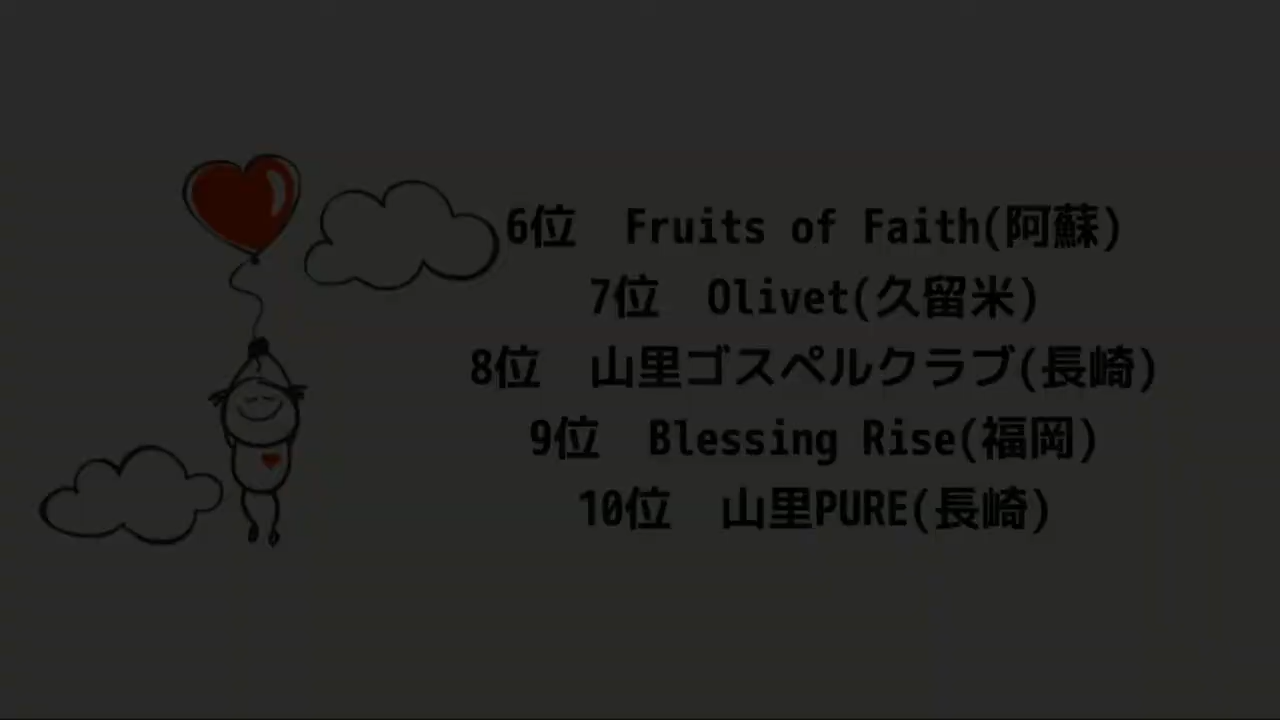 6位　Fruits of Faith(阿蘇)
7位　Olivet(久留米)
8位　山里ゴスペルクラブ(長崎)
9位　Blessing Rise(福岡)
10位　山里PURE(長崎)